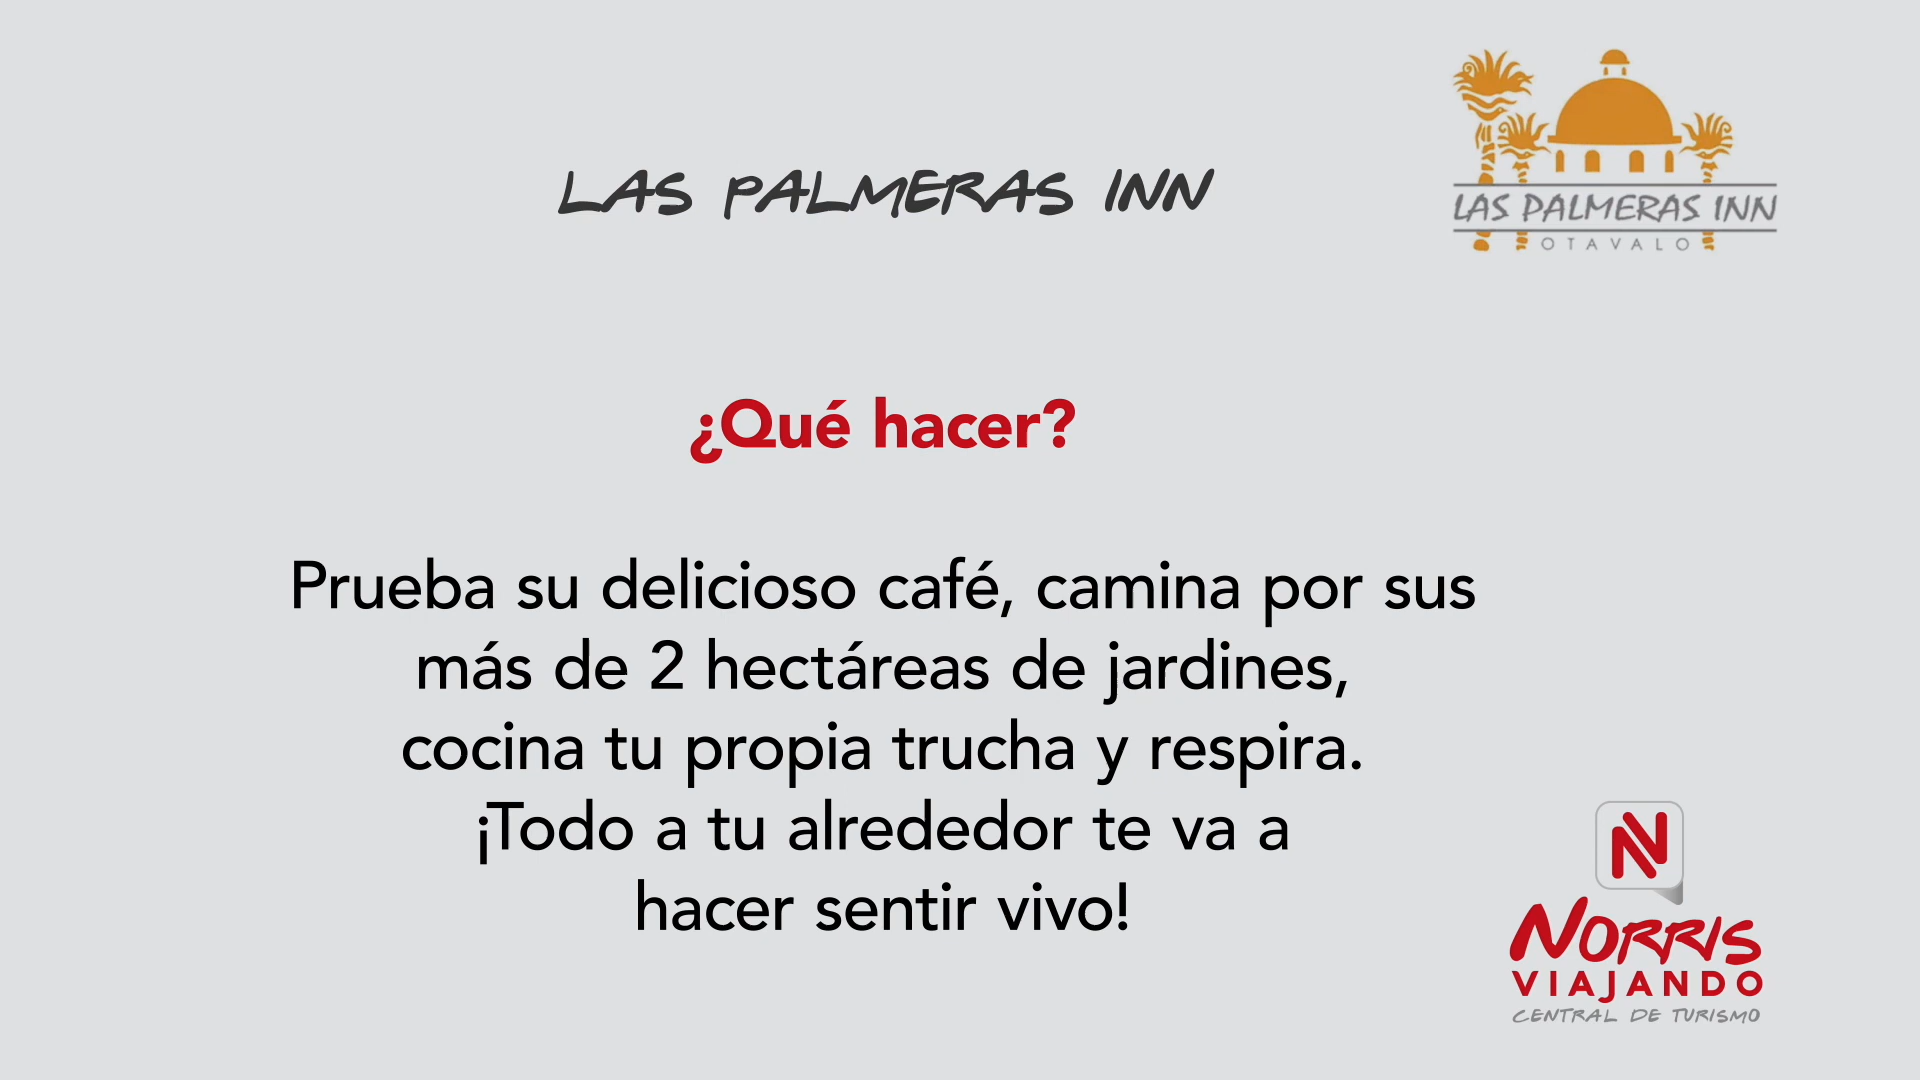 LAS PALMERAS INN
LAS PALMERAS INN
OTAVALO
¿Qué hacer?
Prueba su delicioso café, camina por sus
más de 2 hectáreas de jardines,
cocina tu propia trucha y respira.
¡Todo a tu alrededor te va a
hacer sentir vivo!
N
NORRIS
VIAJANDO
CENTRAL DE TURISMO